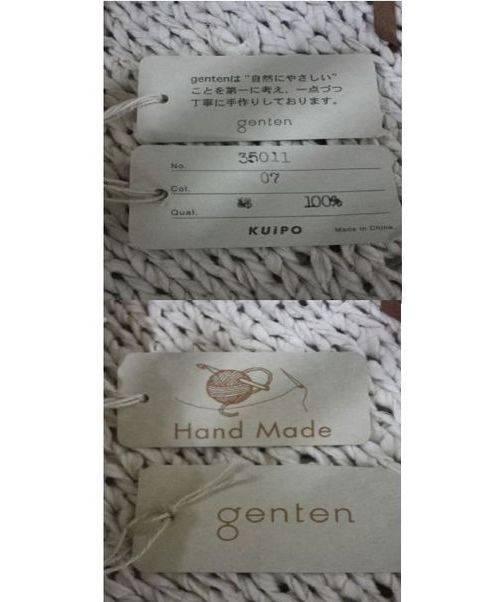 gentenは"自然にやさしい"
ことを第一に考え、一点づつ
丁寧に手作りしております。
genten
No. 35011
Col. 07
Qual. 100%
KUiPO Made in China
Hand Made
genten